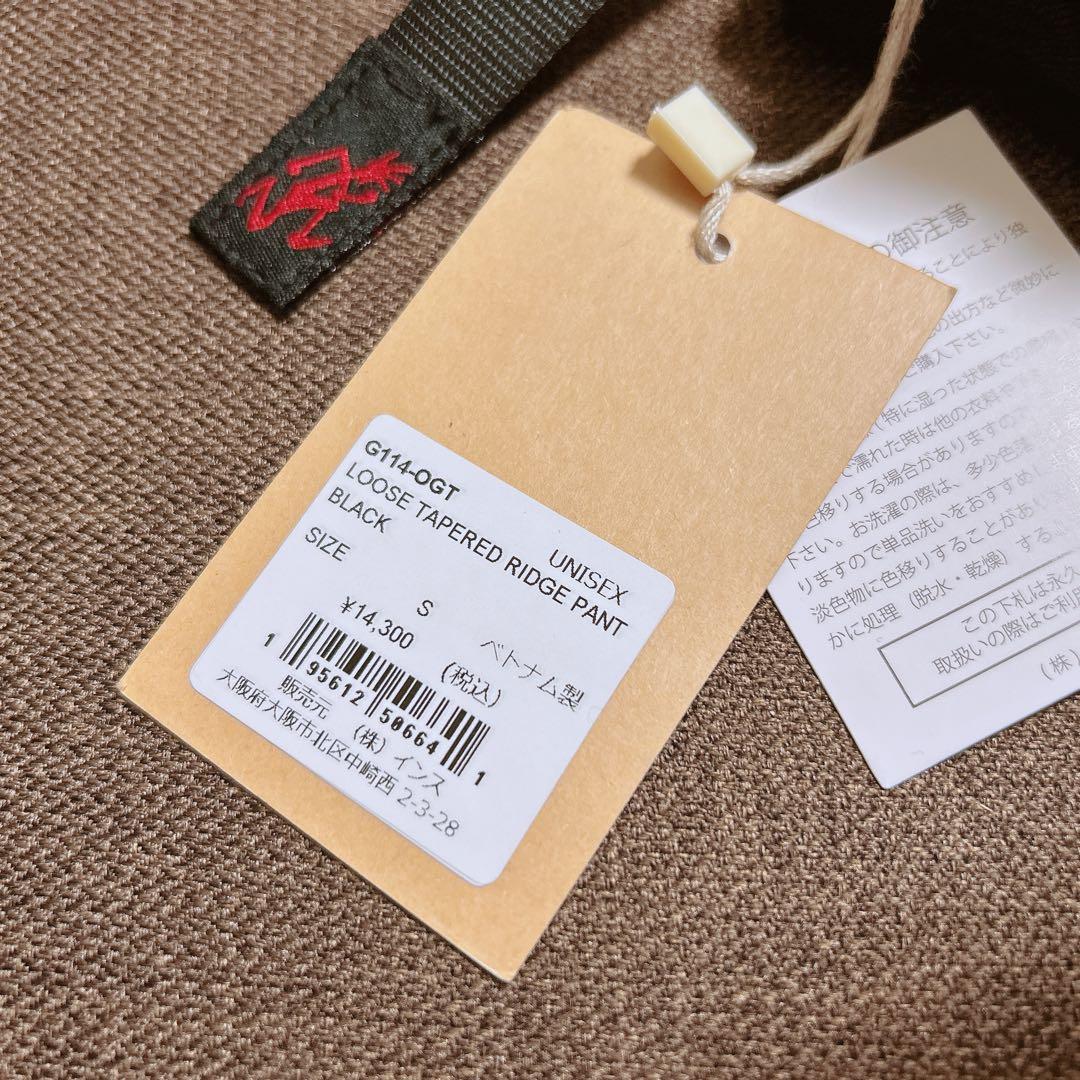 G114-OGT
UNISEX
LOOSE TAPERED RIDGE PANT
BLACK
SIZE
S
ベトナム製
¥14,300
(税込)
1 95612 50664 1
販売元 (株) インス
大阪府大阪市北区中崎西 2-3-28
の御注意
ことにより独
の出方など微妙に
ご購入下さい。
(特に湿った状態での
で濡れた時は他の衣料や
色移りする場合がありますので
下さい。お洗濯の際は、多少色落
りますので単品洗いをおすすめし
淡色物に色移りすることがあり
かに処理(脱水・乾燥)する
この下札は永久
取扱いの際はご利用
(株)